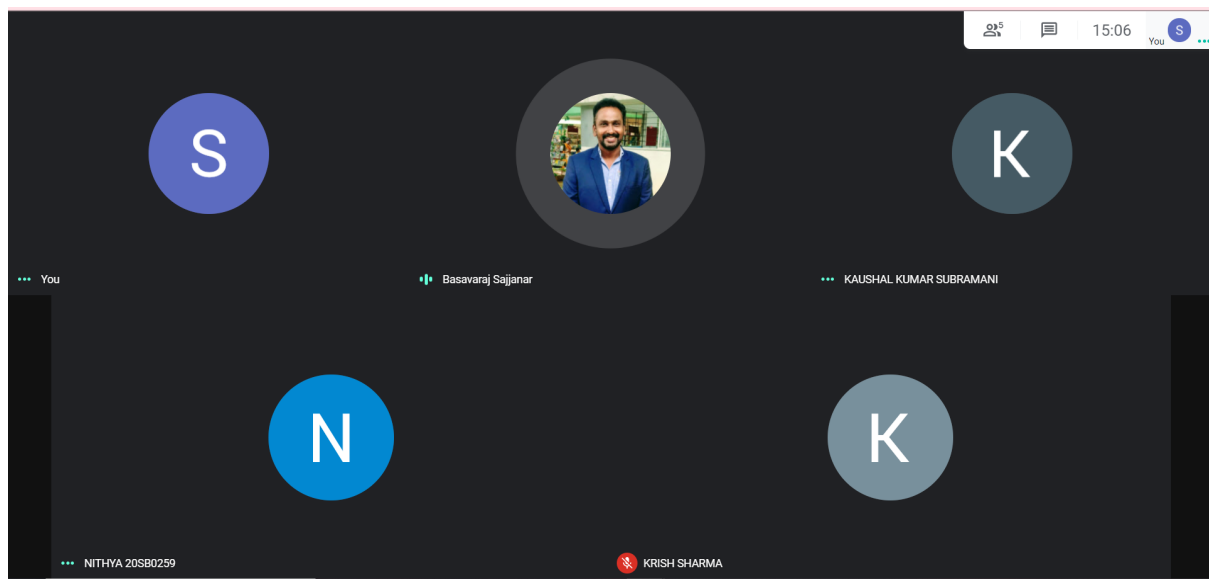 5
15:06
You
S
S
K
You
Basavaraj Sajjanar
KAUSHAL KUMAR SUBRAMANI
N
K
NITHYA 20SB0259
KRISH SHARMA